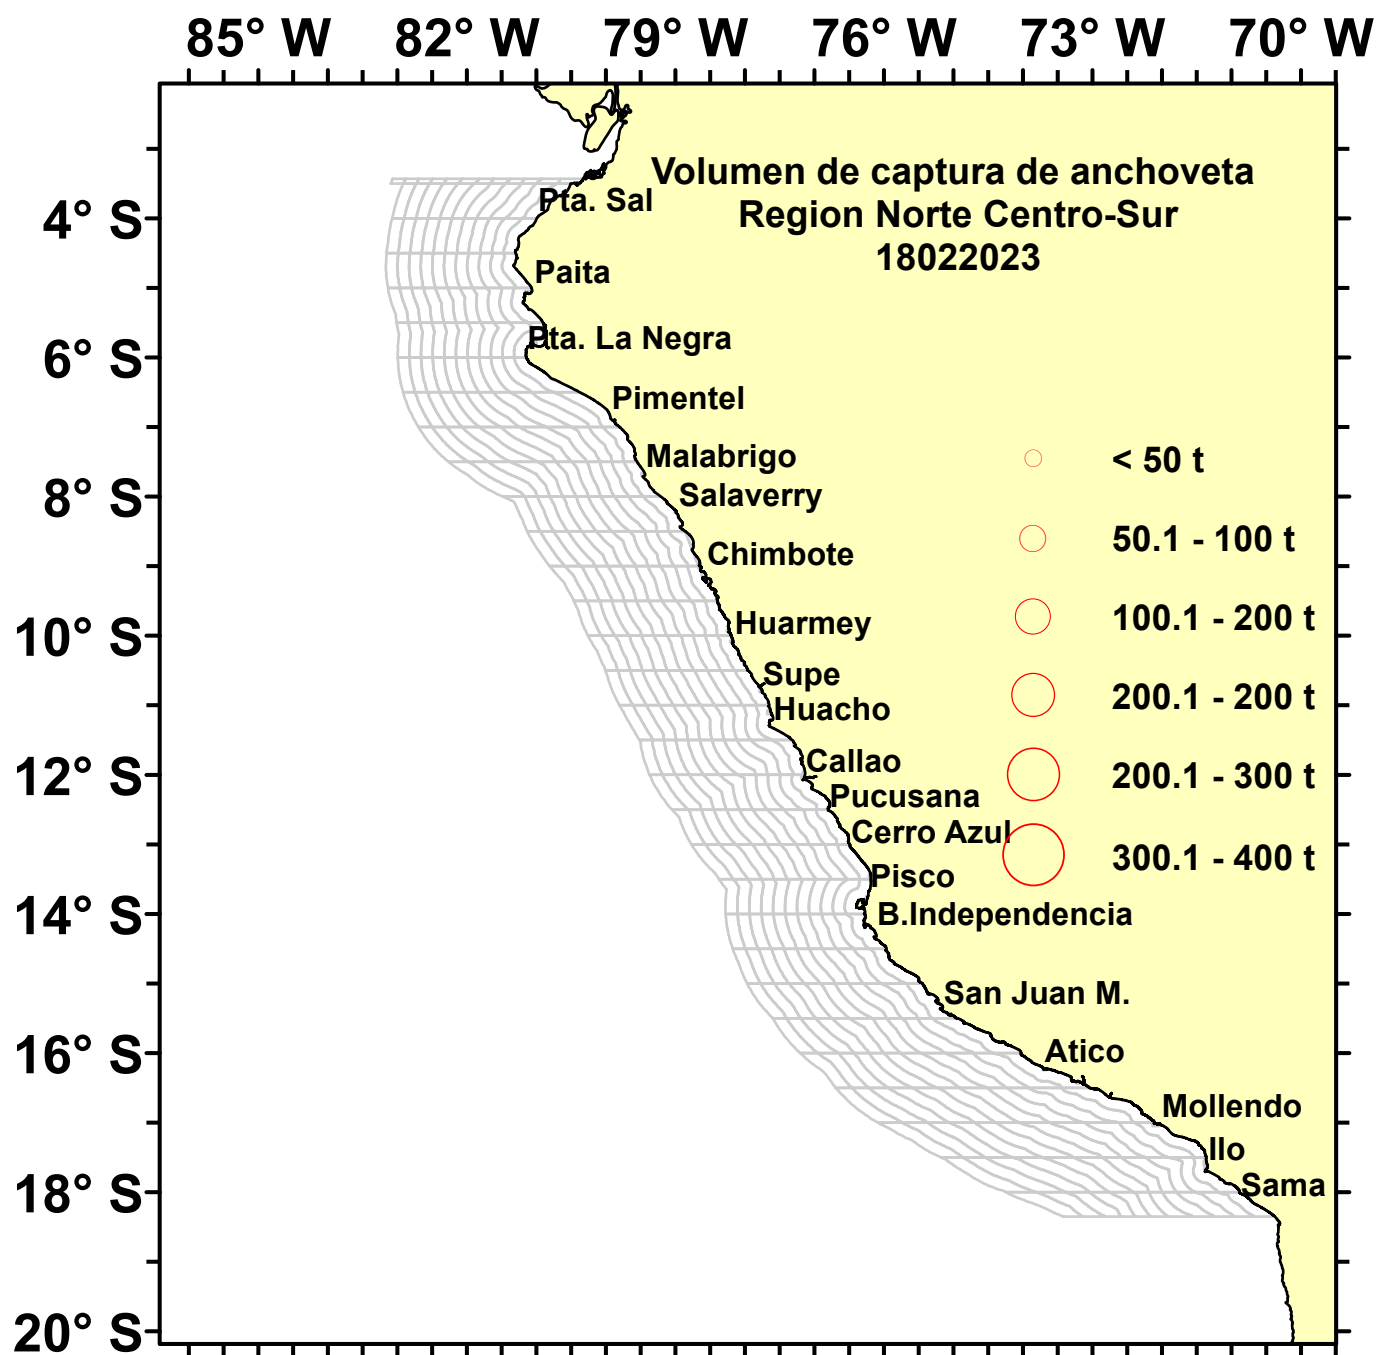 85° W 82° W 79° W 76° W 73° W 70° W
Volumen de captura de anchoveta
Region Norte Centro-Sur
18022023
Pta. Sal
4° S
Paita
Pta. La Negra
6° S
Pimentel
Malabrigo
< 50 t
Salaverry
8° S
50.1 - 100 t
Chimbote
100.1 - 200 t
Huarmey
10° S
Supe
200.1 - 200 t
Huacho
Callao
12° S
200.1 - 300 t
Pucusana
Cerro Azul
300.1 - 400 t
Pisco
14° S
B.Independencia
San Juan M.
16° S
Atico
Mollendo
Ilo
18° S
Sama
20° S